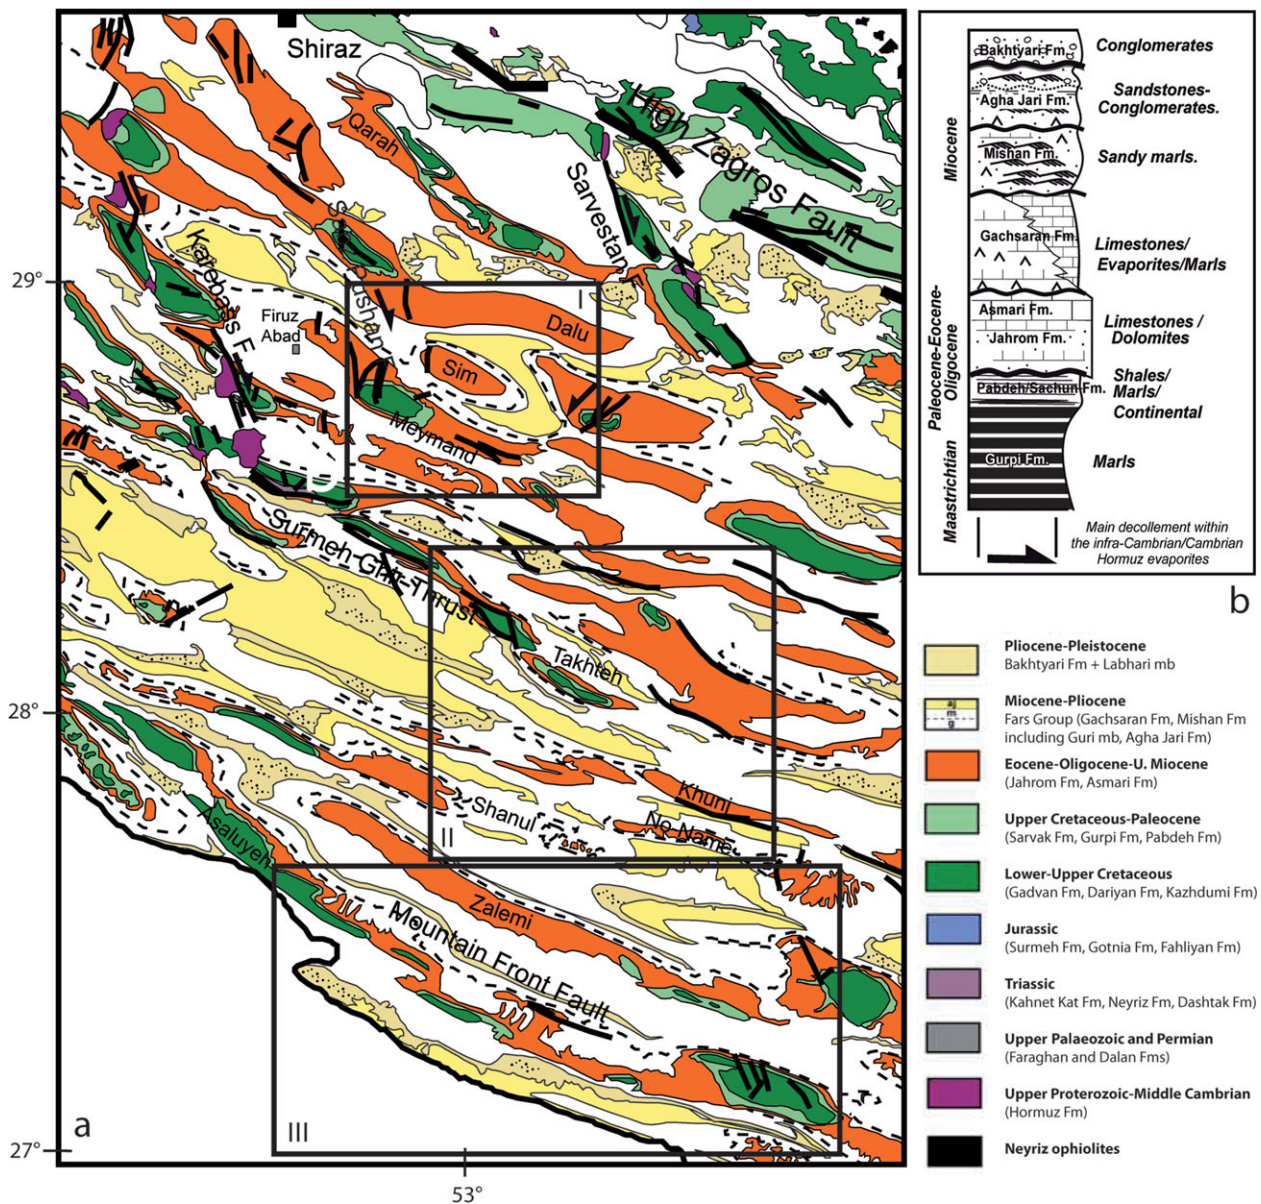 Shiraz
High Zagros Fault
Qarah
Sarvestan F.
Karebass F.
29°
I
Firuz
Abad
Dalu
Sim
Meymand
Surmeh-Ghir Thrust
Takhteh
28°
Khuni
Shanul
No Name
II
Asaluyeh
Zalemi
Mountain Front Fault
a
III
27°
53°
Bakhtyari Fm.
Conglomerates
Agha Jari Fm.
Sandstones-
Conglomerates.
Miocene
Mishan Fm.
Sandy marls.
Gachsaran Fm.
Limestones/
Evaporites/Marls
Paleocene-Eocene-
Oligocene
Asmari Fm.
Jahrom Fm.
Limestones /
Dolomites
Pabdeh/Sachun Fm.
Shales/
Marls/
Continental
Maastrichtian
Gurpi Fm.
Marls
Main decollement within
the infra-Cambrian/Cambrian
Hormuz evaporites
b
Pliocene-Pleistocene
Bakhtyari Fm + Labhari mb
aj
m
g
Miocene-Pliocene
Fars Group (Gachsaran Fm, Mishan Fm
including Guri mb, Agha Jari Fm)
Eocene-Oligocene-U. Miocene
(Jahrom Fm, Asmari Fm)
Upper Cretaceous-Paleocene
(Sarvak Fm, Gurpi Fm, Pabdeh Fm)
Lower-Upper Cretaceous
(Gadvan Fm, Dariyan Fm, Kazhdumi Fm)
Jurassic
(Surmeh Fm, Gotnia Fm, Fahliyan Fm)
Triassic
(Kahnet Kat Fm, Neyriz Fm, Dashtak Fm)
Upper Palaeozoic and Permian
(Faraghan and Dalan Fms)
Upper Proterozoic-Middle Cambrian
(Hormuz Fm)
Neyriz ophiolites